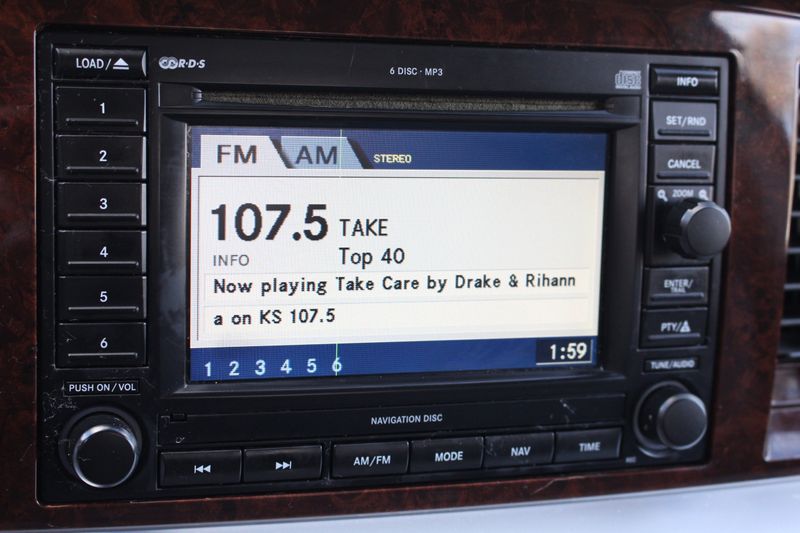 LOAD/
R·D·S
6 DISC · MP3
DISC
INFO
1
2
3
4
5
6
SET/RND
CANCEL
ZOOM
ENTER/
TRAIL
PTY/
TUNE/AUDIO
FM AM STEREO
107.5 TAKE
INFO Top 40
Now playing Take Care by Drake & Rihann
a on KS 107.5
1 2 3 4 5 6 1:59
PUSH ON/VOL
NAVIGATION DISC
AM/FM MODE NAV TIME